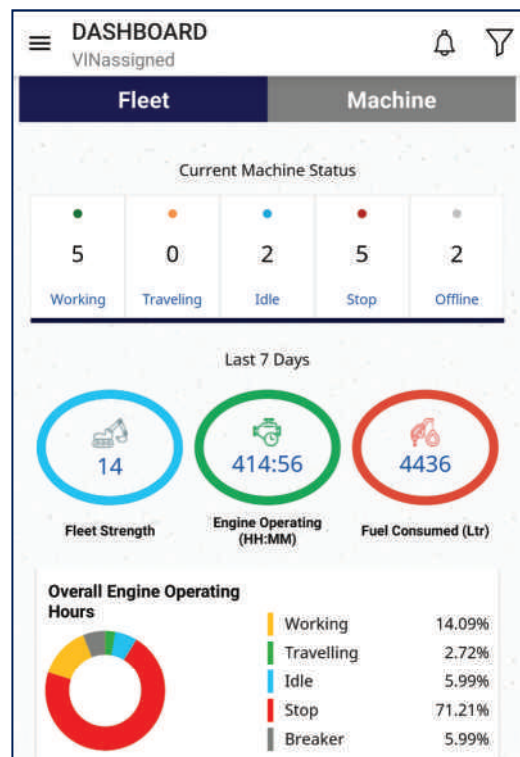 DASHBOARD
VINassigned
Fleet Machine
Current Machine Status
5 0 2 5 2
Working Traveling Idle Stop Offline
Last 7 Days
14 414:56 4436
Fleet Strength Engine Operating (HH:MM) Fuel Consumed (Ltr)
Overall Engine Operating Hours
Working 14.09%
Travelling 2.72%
Idle 5.99%
Stop 71.21%
Breaker 5.99%